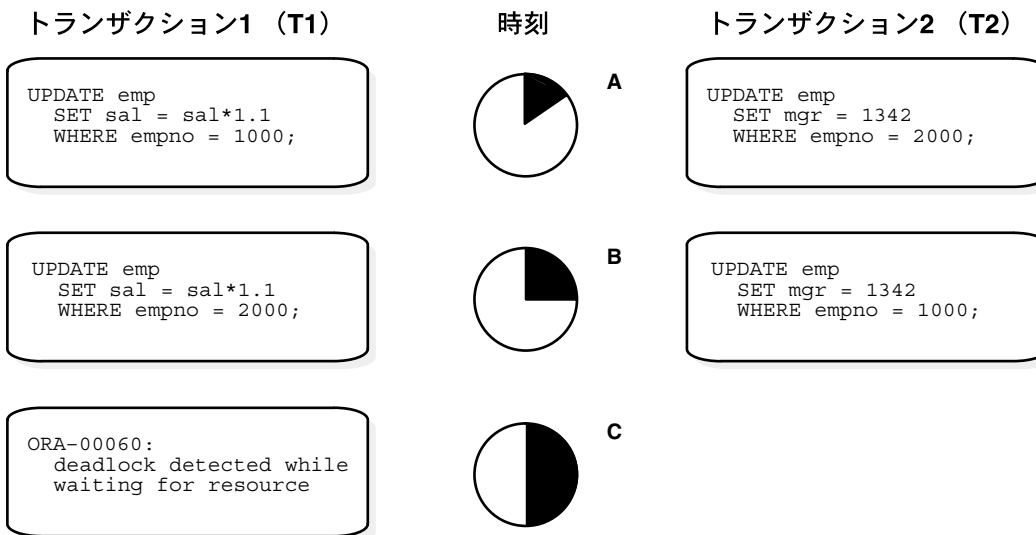 トランザクション1 (T1)
時刻
トランザクション2 (T2)
UPDATE emp
SET sal = sal*1.1
WHERE empno = 1000;
A
UPDATE emp
SET mgr = 1342
WHERE empno = 2000;
UPDATE emp
SET sal = sal*1.1
WHERE empno = 2000;
B
UPDATE emp
SET mgr = 1342
WHERE empno = 1000;
ORA-00060:
deadlock detected while
waiting for resource
C